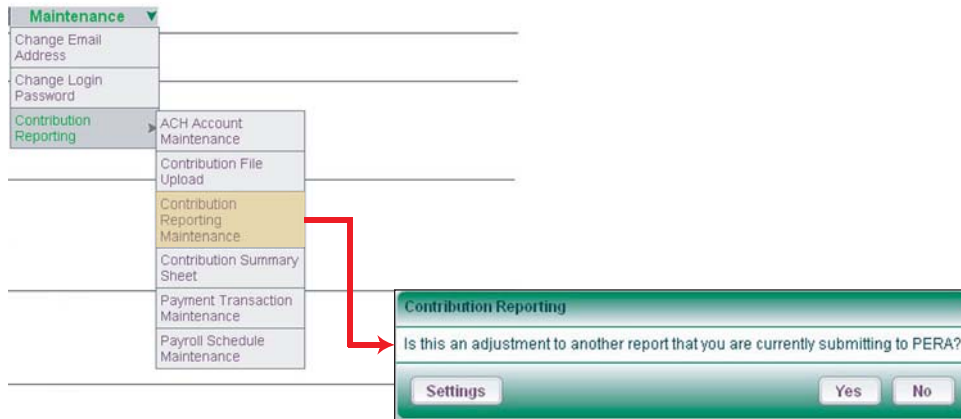 Maintenance
Change Email
Address
Change Login
Password
Contribution
Reporting
ACH Account
Maintenance
Contribution File
Upload
Contribution
Reporting
Maintenance
Contribution Summary
Sheet
Payment Transaction
Maintenance
Payroll Schedule
Maintenance
Contribution Reporting
Is this an adjustment to another report that you are currently submitting to PERA?
Settings Yes No